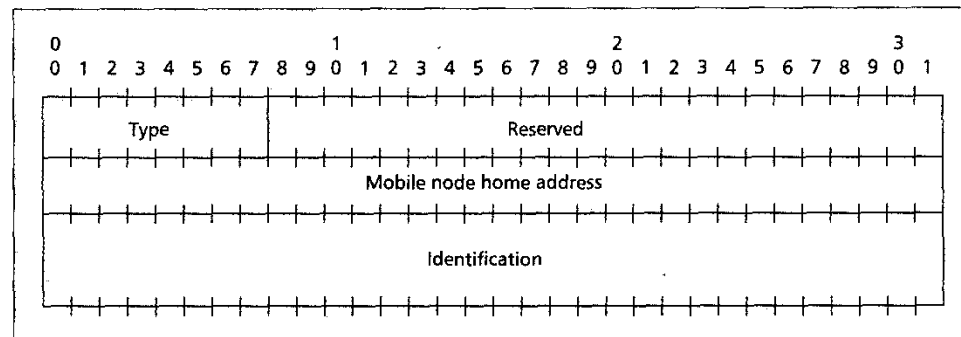 0 1 2 3
0 1 2 3 4 5 6 7 8 9 0 1 2 3 4 5 6 7 8 9 0 1 2 3 4 5 6 7 8 9 0 1
Type Reserved
Mobile node home address
Identification